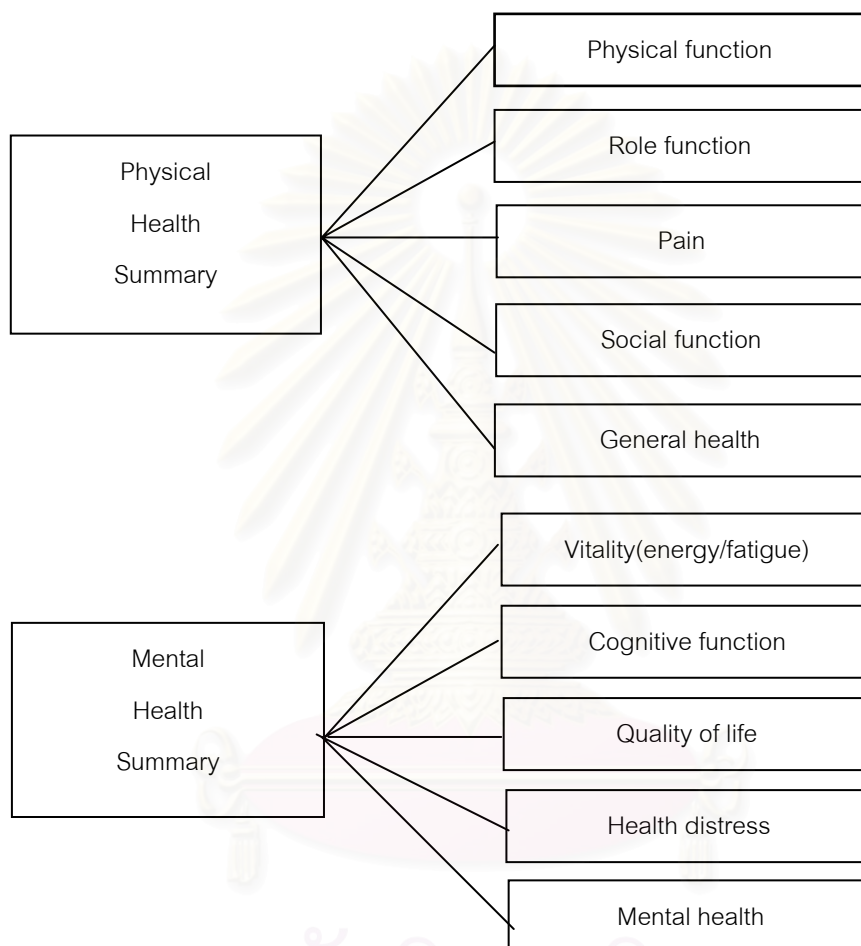 Physical function
Role function
Physical
Health
Summary
Pain
Social function
General health
Vitality(energy/fatigue)
Cognitive function
Mental
Health
Summary
Quality of life
Health distress
Mental health